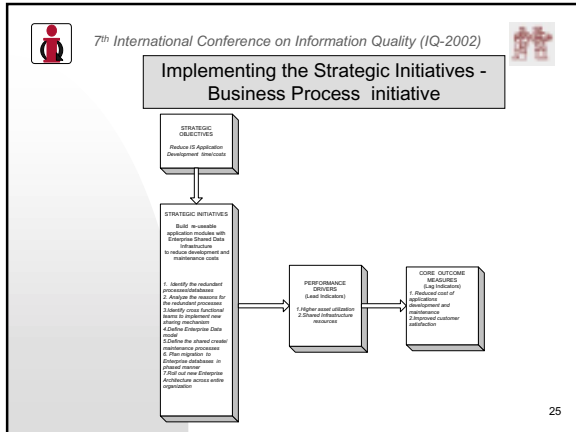 7th International Conference on Information Quality (IQ-2002)
Implementing the Strategic Initiatives -
Business Process initiative
STRATEGIC
OBJECTIVES
Reduce IS Application
Development time/costs
STRATEGIC INITIATIVES
Build re-useable
application modules with
Enterprise Shared Data
Infrastructure
to reduce development and
maintenance costs
1. Identify the redundant
processes/databases
2. Analyze the reasons for
the redundant processes
3.Identify cross functional
teams to implement new
sharing mechanism
4.Define Enterprise Data
model
5.Define the shared create/
maintenance processes
6. Plan migration to
Enterprise databases in
phased manner
7.Roll out new Enterprise
Architecture across entire
organization
PERFORMANCE
DRIVERS
(Lead Indicators)
1.Higher asset utilization
2.Shared Infrastructure
resources
CORE OUTCOME
MEASURES
(Lag Indicators)
1. Reduced cost of
applications
development and
maintenance
2.Improved customer
satisfaction
25